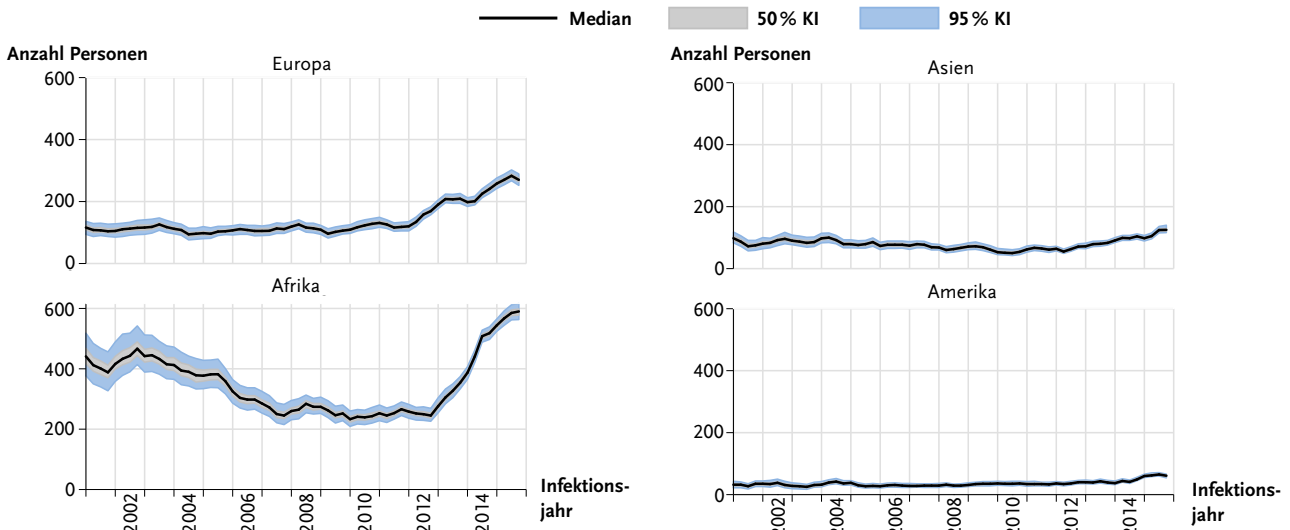 Median 50 % KI 95 % KI
Anzahl Personen
Europa
600
400
200
0
Afrika
600
400
200
0
2002 2004 2006 2008 2010 2012 2014
Infektions-
jahr
Anzahl Personen
Asien
600
400
200
0
Amerika
600
400
200
0
2002 2004 2006 2008 2010 2012 2014
Infektions-
jahr